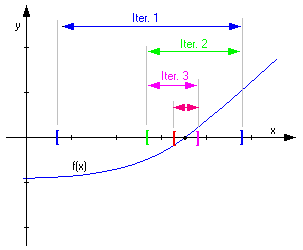 Iter. 1
y
Iter. 2
Iter. 3
x
f(x)